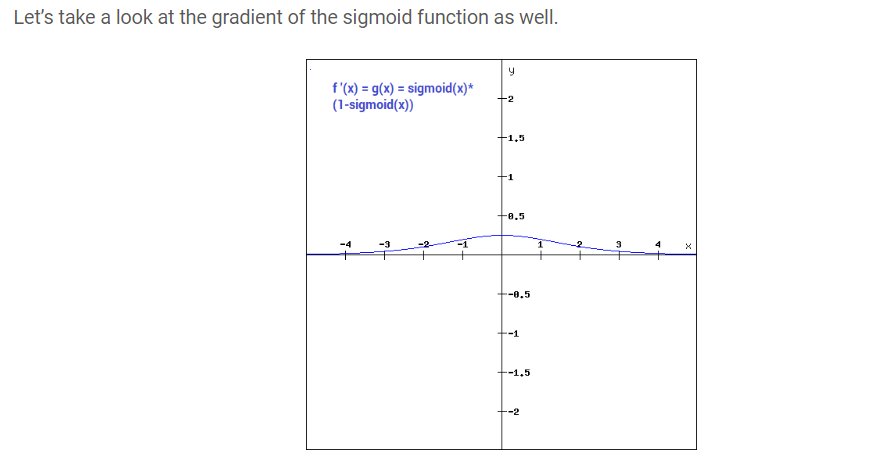 Let's take a look at the gradient of the sigmoid function as well.
y
f'(x) = g(x) = sigmoid(x)*
(1-sigmoid(x))
2
1.5
1
0.5
-4 -3 -2 -1 1 2 3 4 x
-0.5
-1
-1.5
-2